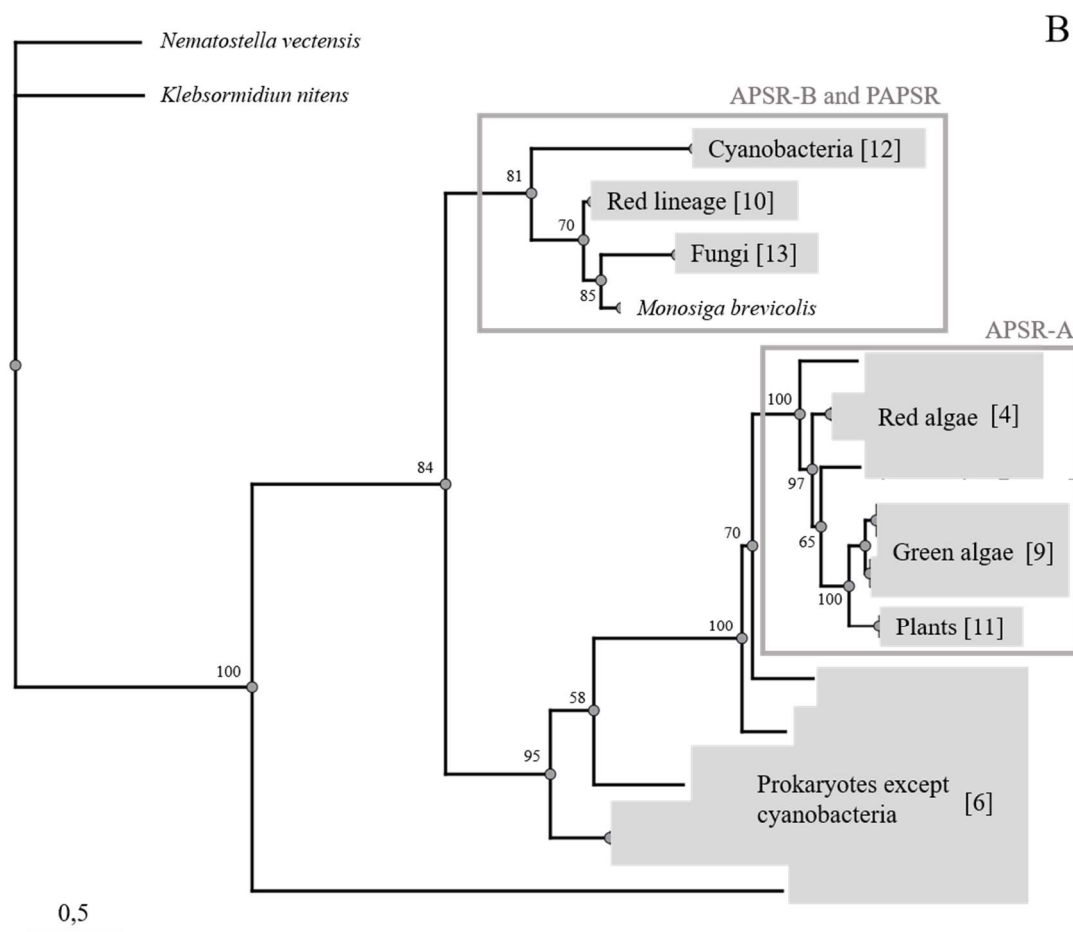 B
Nematostella vectensis
Klebsormidiun nitens
APSR-B and PAPSR
Cyanobacteria [12]
81
Red lineage [10]
70
Fungi [13]
85
Monosiga brevicolis
APSR-A
100
Red algae [4]
97
84
65
Green algae [9]
70
100
Plants [11]
100
100
58
95
Prokaryotes except
cyanobacteria
[6]
0,5